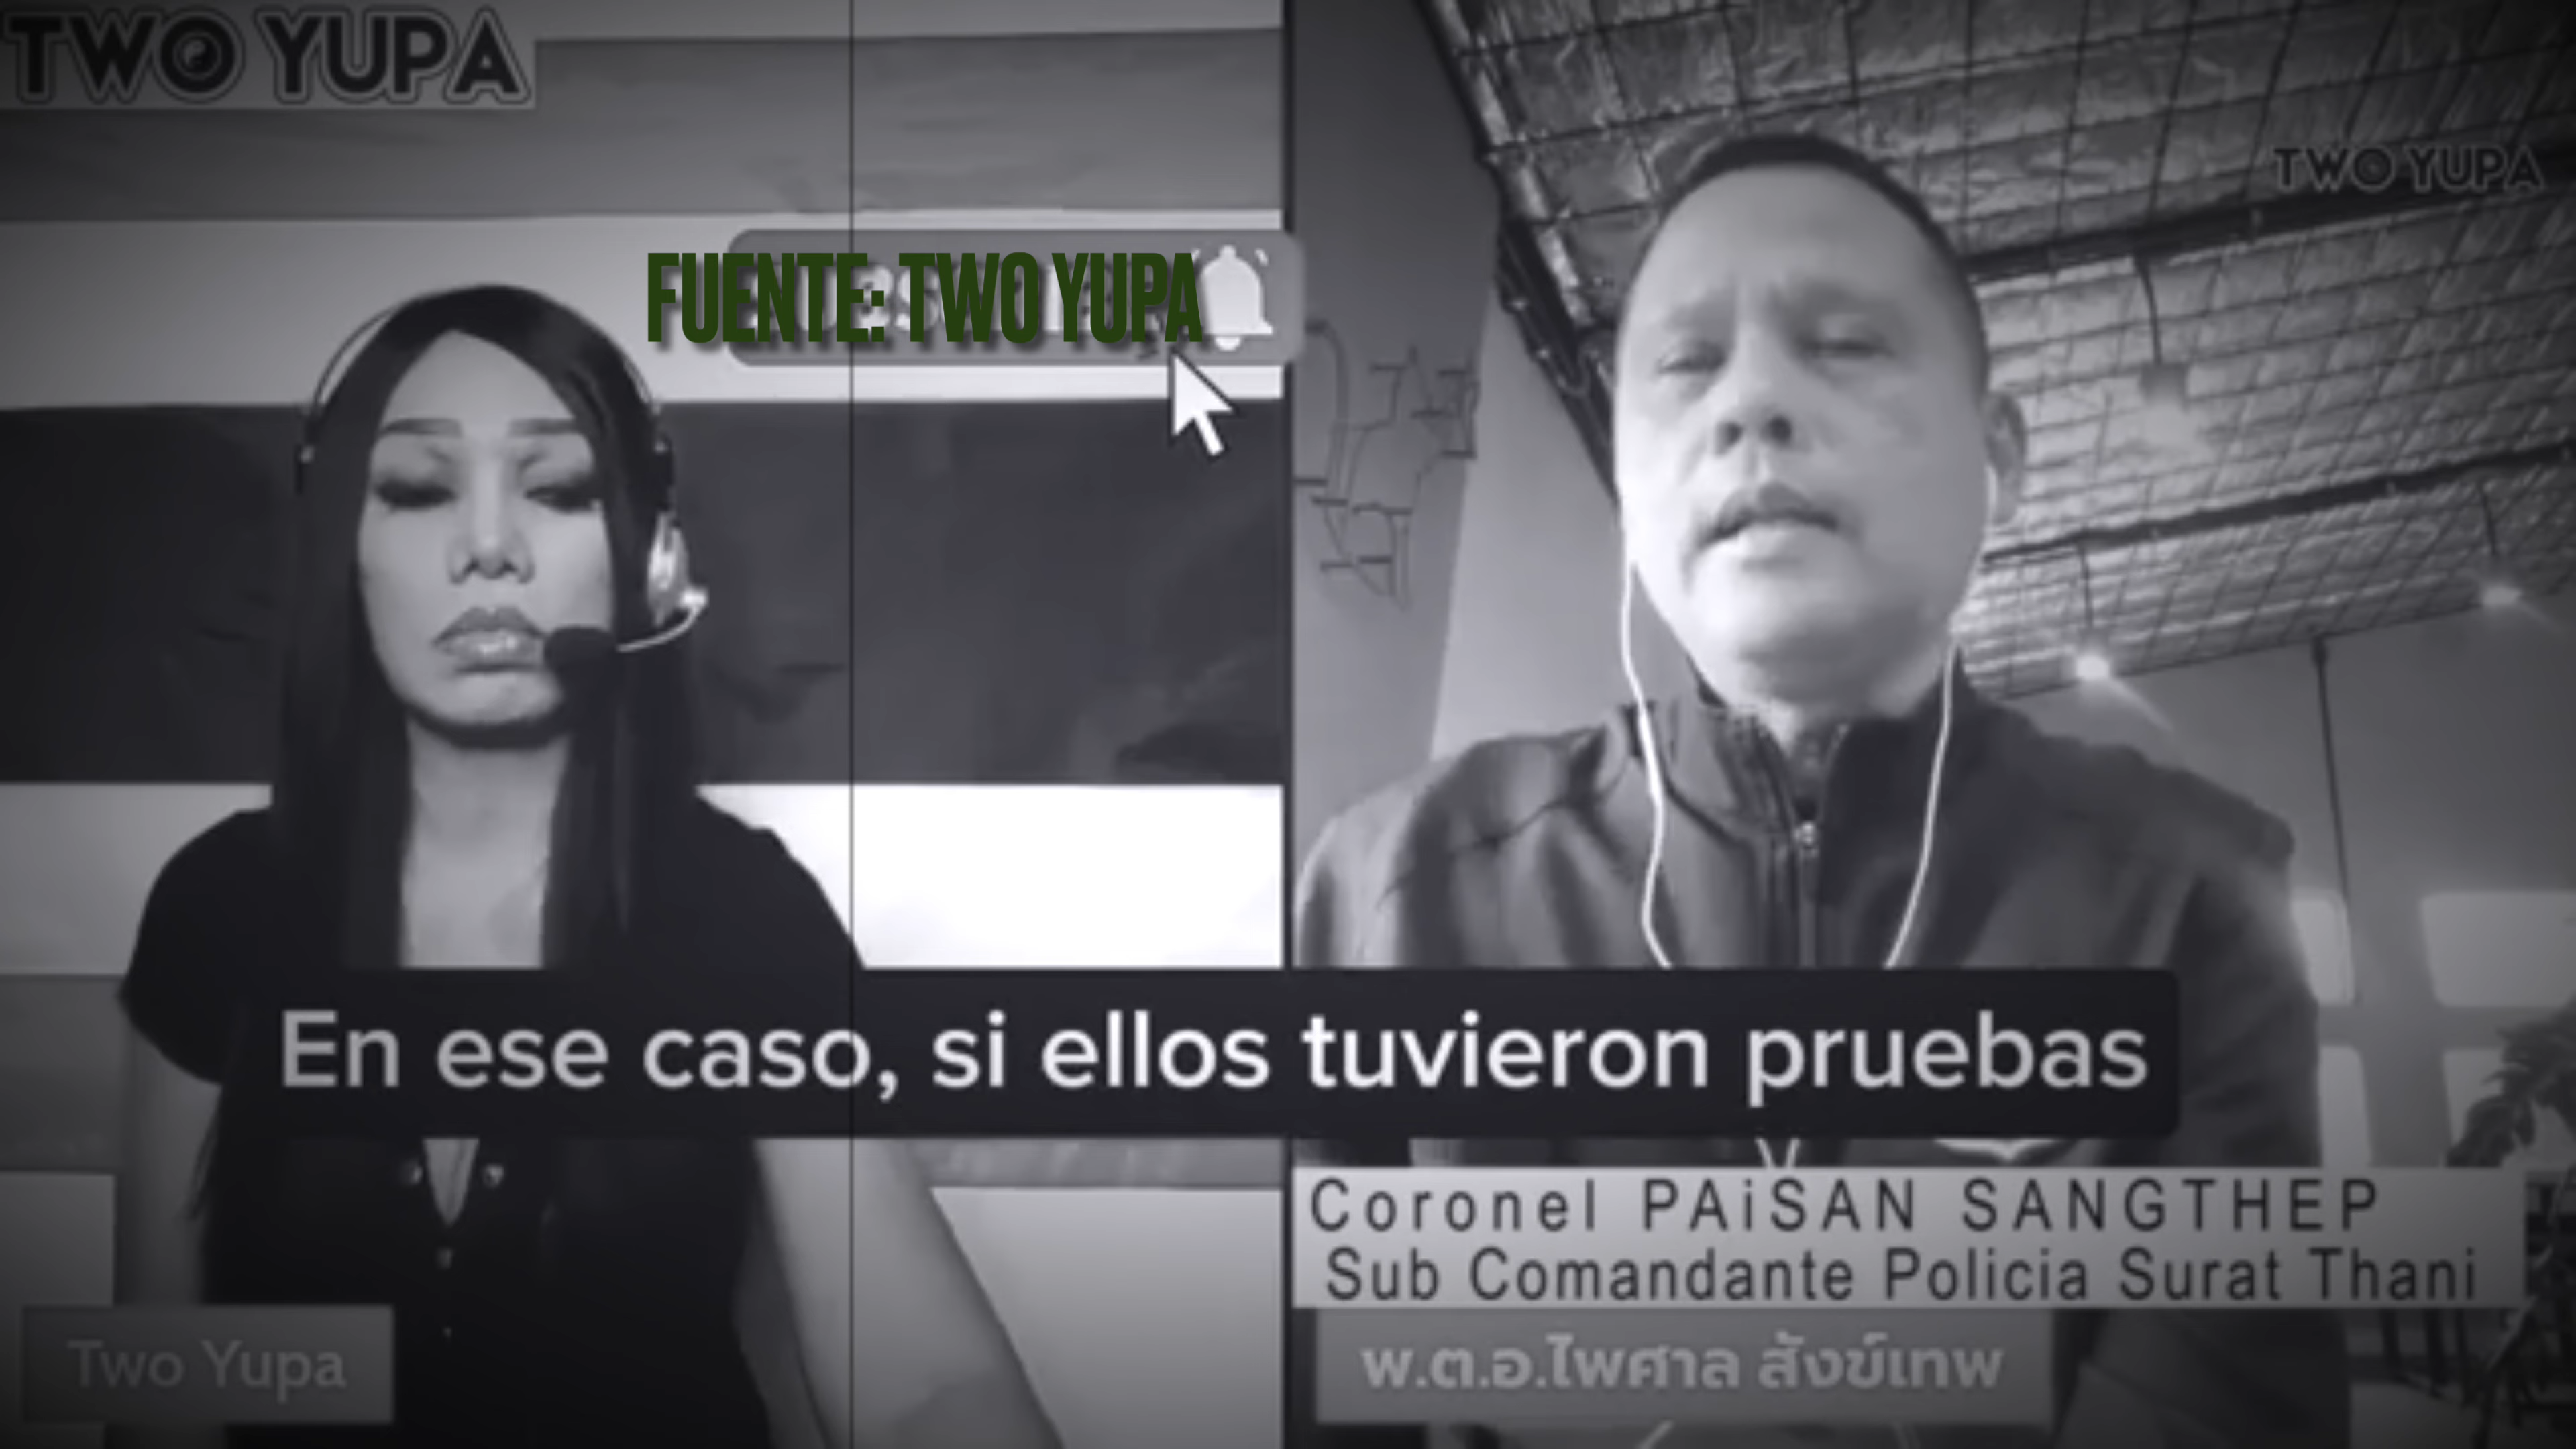 TWO YUPA
TWO YUPA
FUENTE: TWO YUPA
En ese caso, si ellos tuvieron pruebas
Coronel PAiSAN SANGTHEP
Sub Comandante Policia Surat Thani
Two Yupa
พ.ต.อ.ไพศาล สังข์เทพ